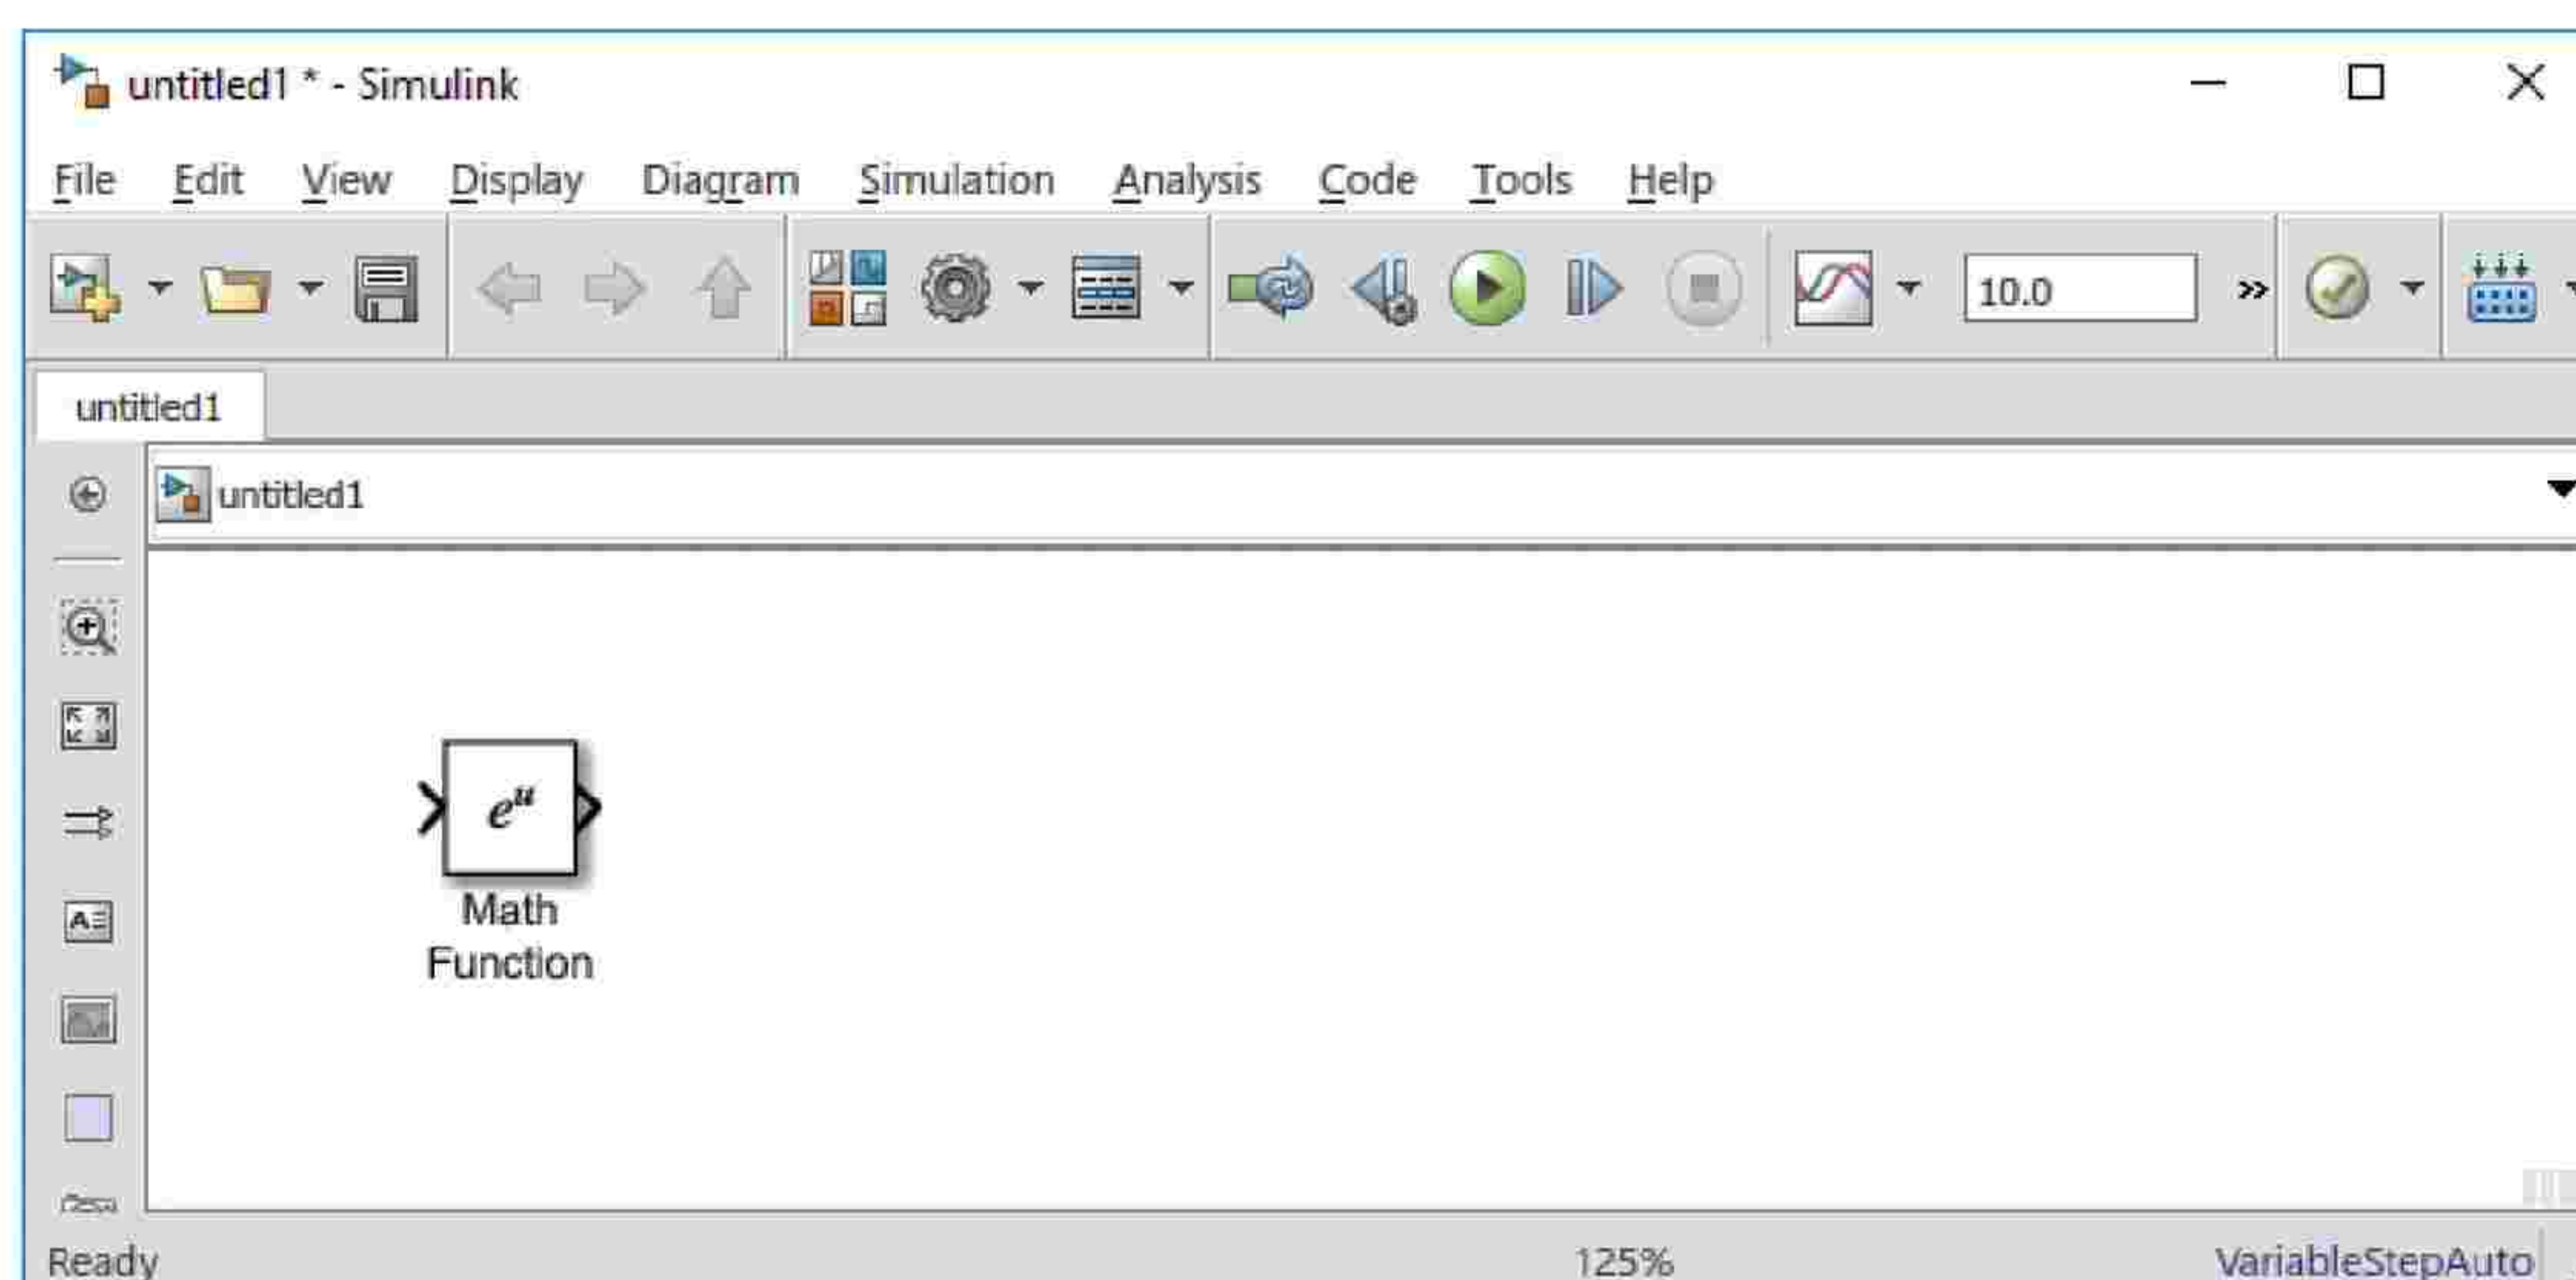 untitled1 * - Simulink
File Edit View Display Diagram Simulation Analysis Code Tools Help
10.0
untitled1
untitled1
e^u
Math
Function
Ready 125% VariableStepAuto